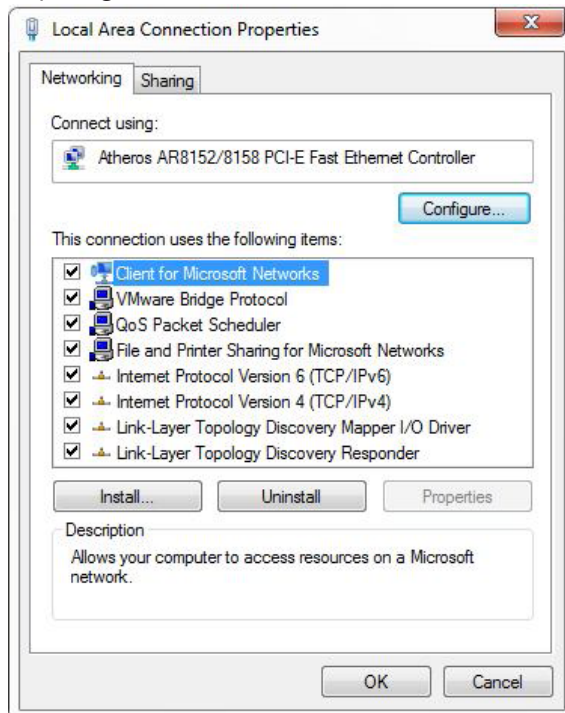 Local Area Connection Properties
Networking
Sharing
Connect using:
Atheros AR8152/8158 PCI-E Fast Ethernet Controller
Configure...
This connection uses the following items:
Client for Microsoft Networks
VMware Bridge Protocol
QoS Packet Scheduler
File and Printer Sharing for Microsoft Networks
Internet Protocol Version 6 (TCP/IPv6)
Internet Protocol Version 4 (TCP/IPv4)
Link-Layer Topology Discovery Mapper I/O Driver
Link-Layer Topology Discovery Responder
Install...
Uninstall
Properties
Description
Allows your computer to access resources on a Microsoft
network.
OK
Cancel